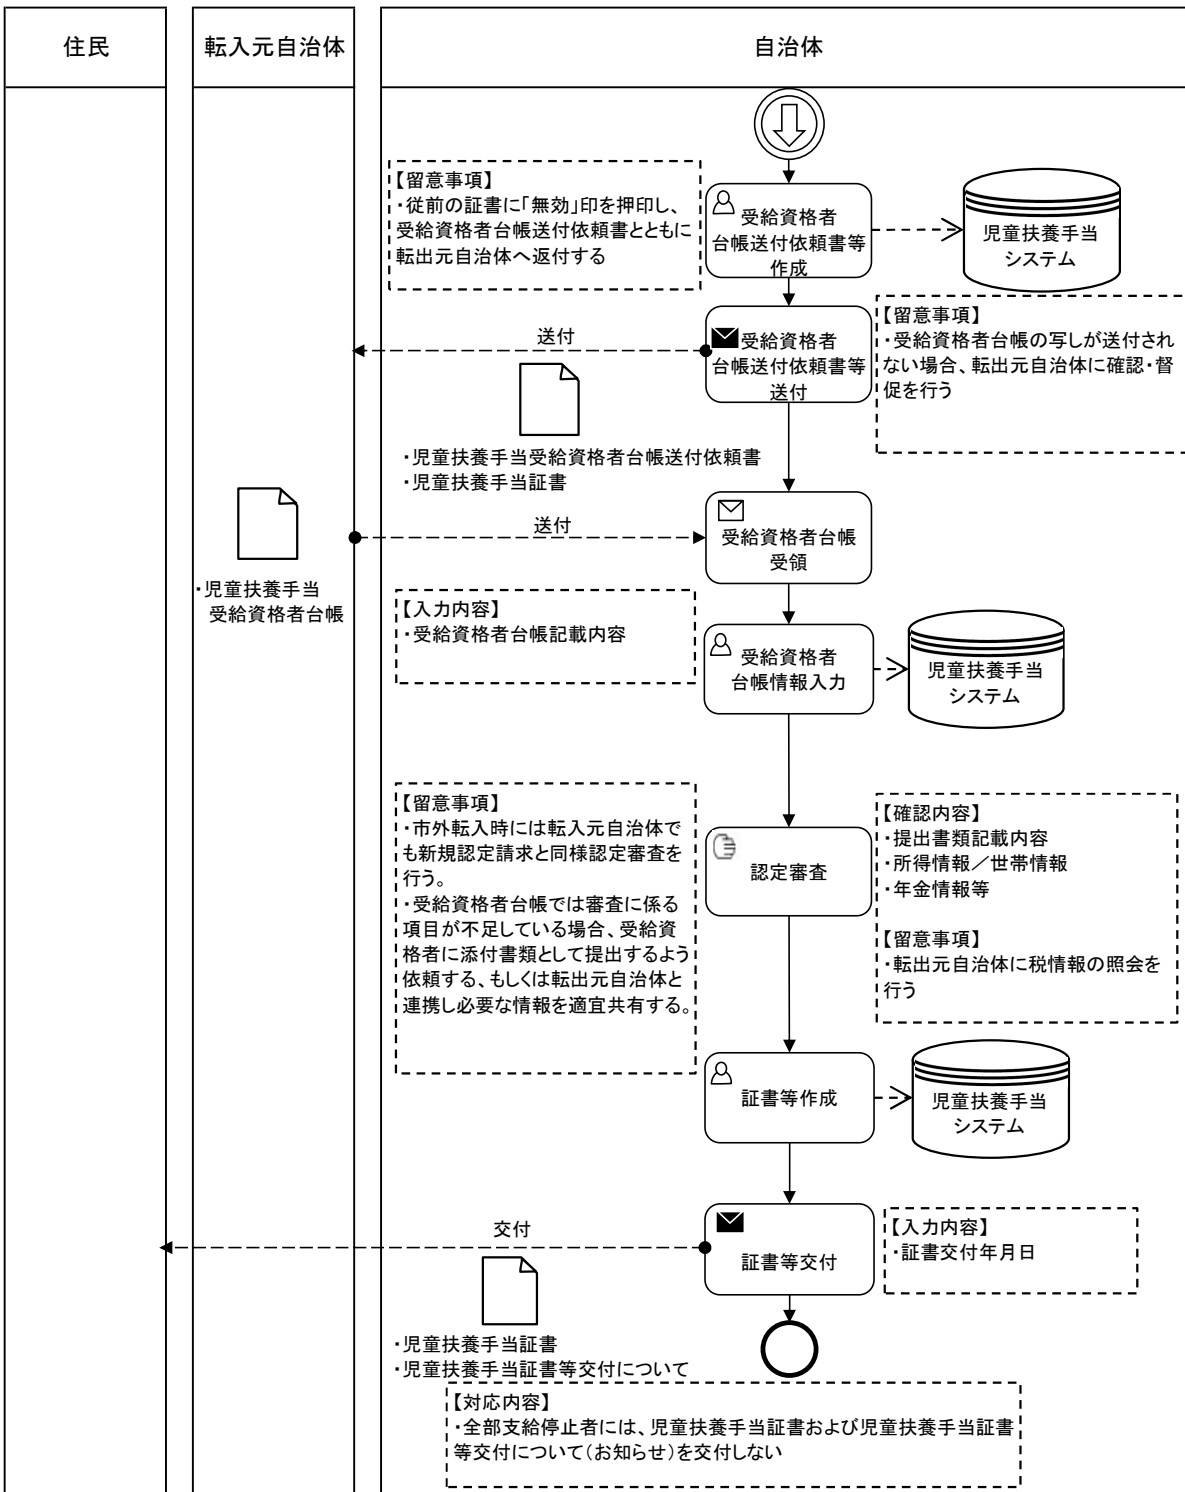 住民
転入元自治体
自治体
【留意事項】
・従前の証書に「無効」印を押印し、
受給資格者台帳送付依頼書とともに
転出元自治体へ返付する
受給資格者
台帳送付依頼書等
作成
児童扶養手当
システム
送付
受給資格者
台帳送付依頼書等
送付
【留意事項】
・受給資格者台帳の写しが送付され
ない場合、転出元自治体に確認・督
促を行う
・児童扶養手当受給資格者台帳送付依頼書
・児童扶養手当証書
送付
受給資格者台帳
受領
・児童扶養手当
受給資格者台帳
【入力内容】
・受給資格者台帳記載内容
受給資格者
台帳情報入力
児童扶養手当
システム
【留意事項】
・市外転入時には転入元自治体で
も新規認定請求と同様認定審査を
行う。
・受給資格者台帳では審査に係る
項目が不足している場合、受給資
格者に添付書類として提出するよう
依頼する、もしくは転出元自治体と
連携し必要な情報を適宜共有する。
認定審査
【確認内容】
・提出書類記載内容
・所得情報／世帯情報
・年金情報等
【留意事項】
・転出元自治体に税情報の照会を
行う
証書等作成
児童扶養手当
システム
交付
証書等交付
【入力内容】
・証書交付年月日
・児童扶養手当証書
・児童扶養手当証書等交付について
【対応内容】
・全部支給停止者には、児童扶養手当証書および児童扶養手当証書
等交付について（お知らせ）を交付しない